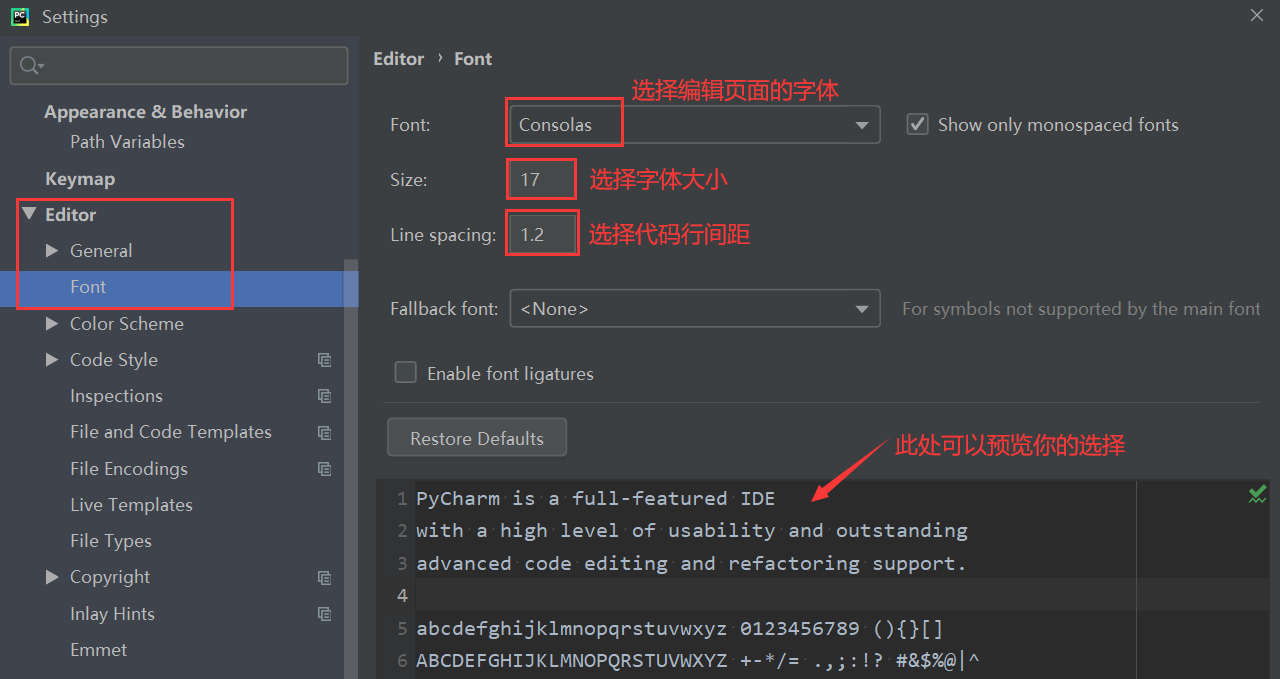 PC
Settings
Appearance & Behavior
Path Variables
Keymap
Editor
General
Font
Color Scheme
Code Style
Inspections
File and Code Templates
File Encodings
Live Templates
File Types
Copyright
Inlay Hints
Emmet
Editor › Font
选择编辑页面的字体
Font: Consolas Show only monospaced fonts
Size: 17 选择字体大小
Line spacing: 1.2 选择代码行间距
Fallback font: <None> For symbols not supported by the main font
Enable font ligatures
Restore Defaults
此处可以预览你的选择
1 PyCharm is a full-featured IDE
2 with a high level of usability and outstanding
3 advanced code editing and refactoring support.
4
5 abcdefghijklmnopqrstuvwxyz 0123456789 (){}[]
6 ABCDEFGHIJKLMNOPQRSTUVWXYZ +-*/= .,;:!? #&$%@|^